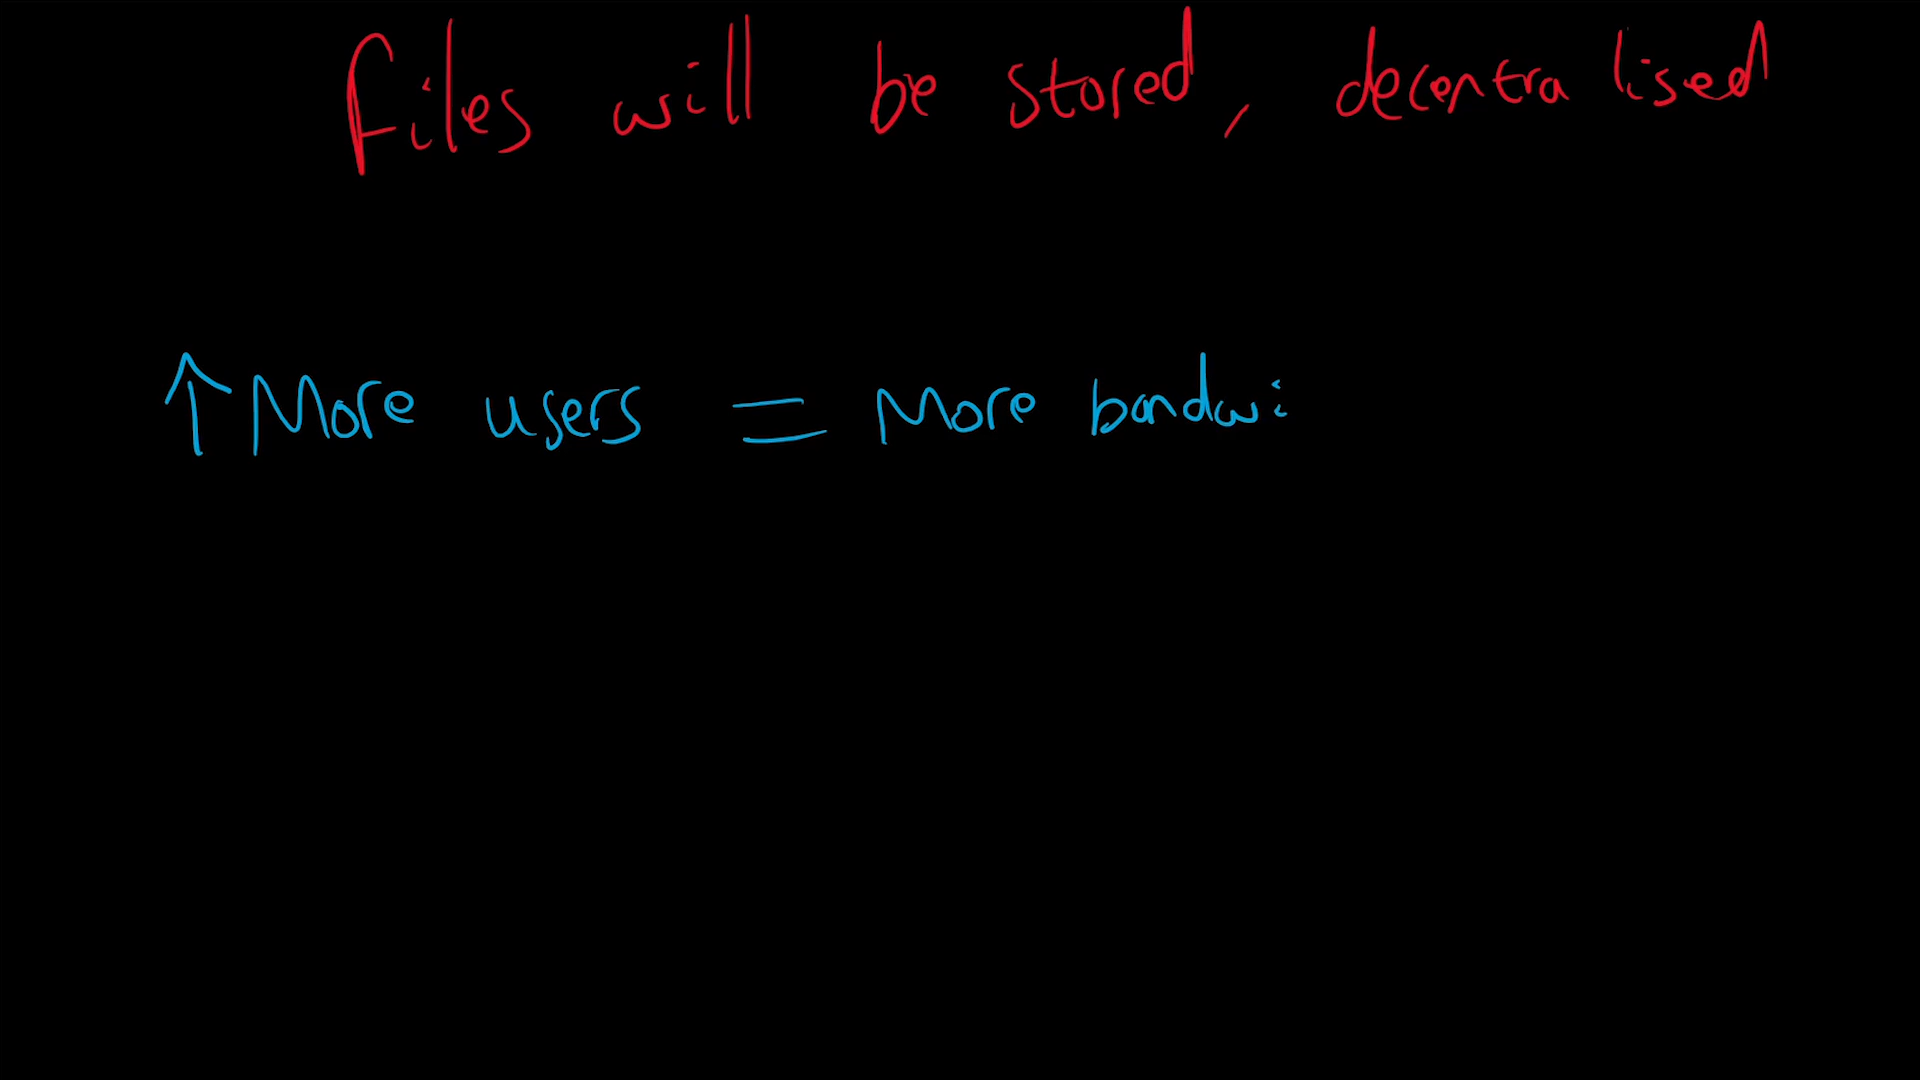 Files will be stored, decentralised
↑ More users = More bandwi